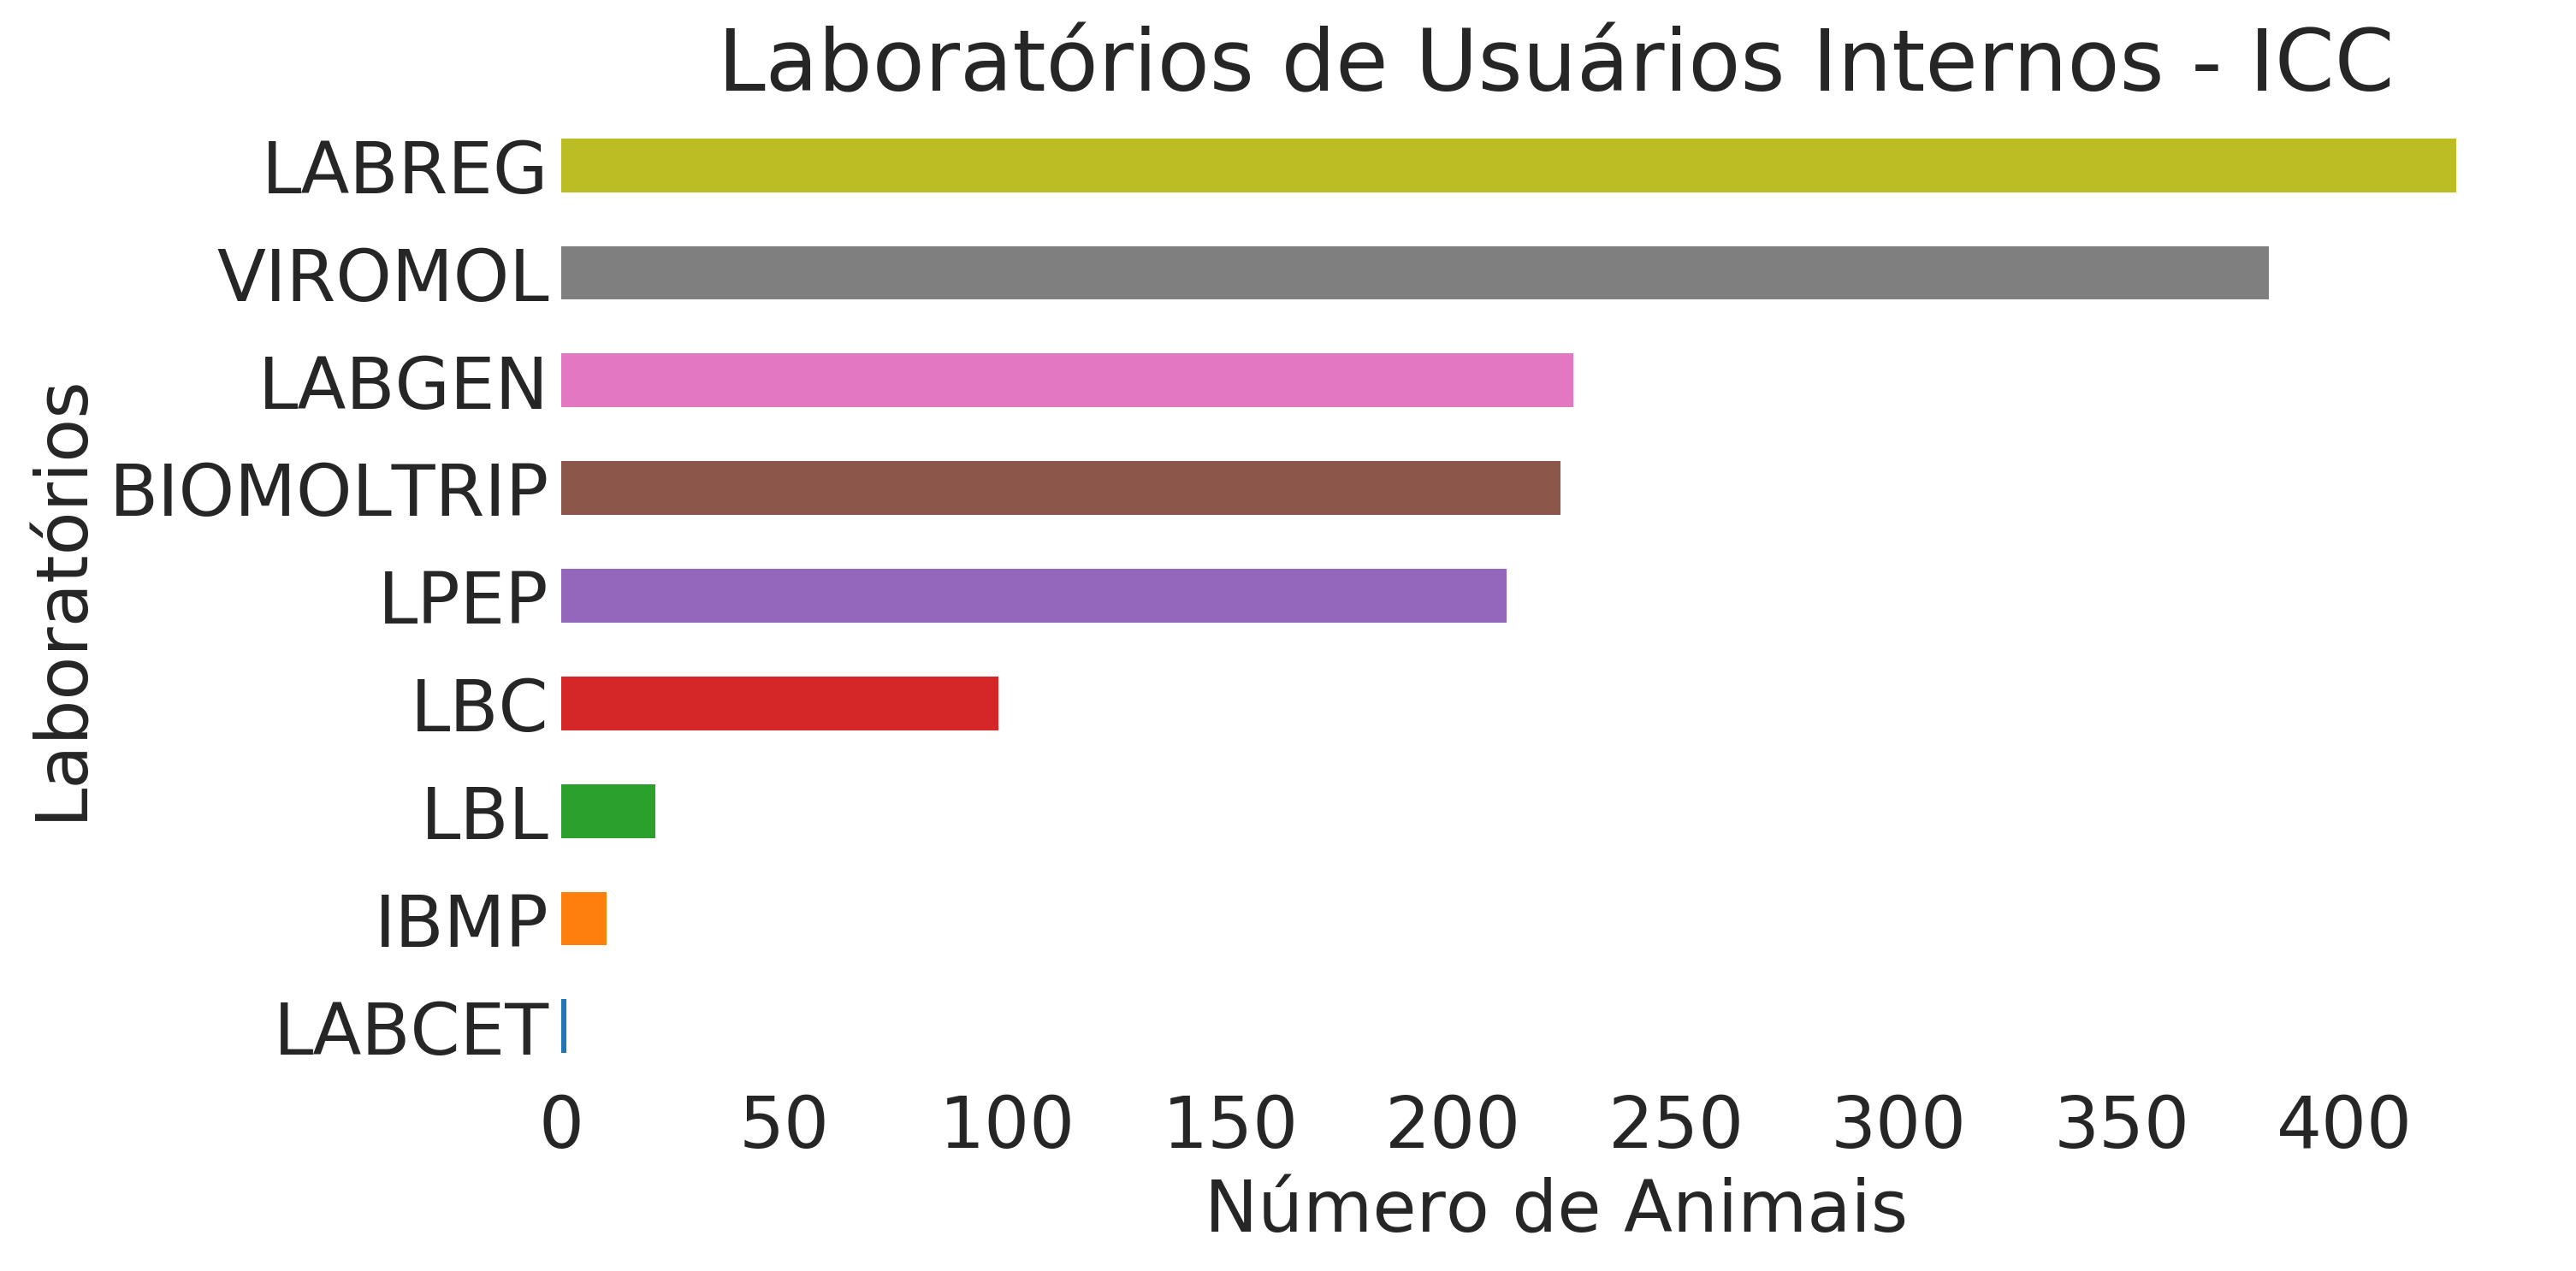 Laboratórios de Usuários Internos - ICC
Laboratórios
LABREG
VIROMOL
LABGEN
BIOMOLTRIP
LPEP
LBC
LBL
IBMP
LABCET
0 50 100 150 200 250 300 350 400
Número de Animais